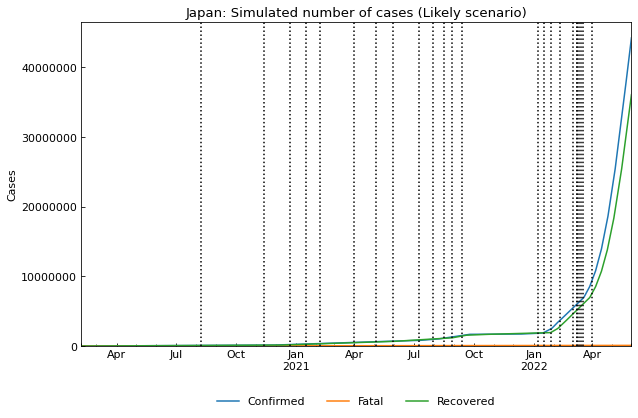 Japan: Simulated number of cases (Likely scenario)
40000000
30000000
20000000
10000000
0
Cases
Apr Jul Oct Jan Apr Jul Oct Jan Apr
2021 2022
Confirmed Fatal Recovered